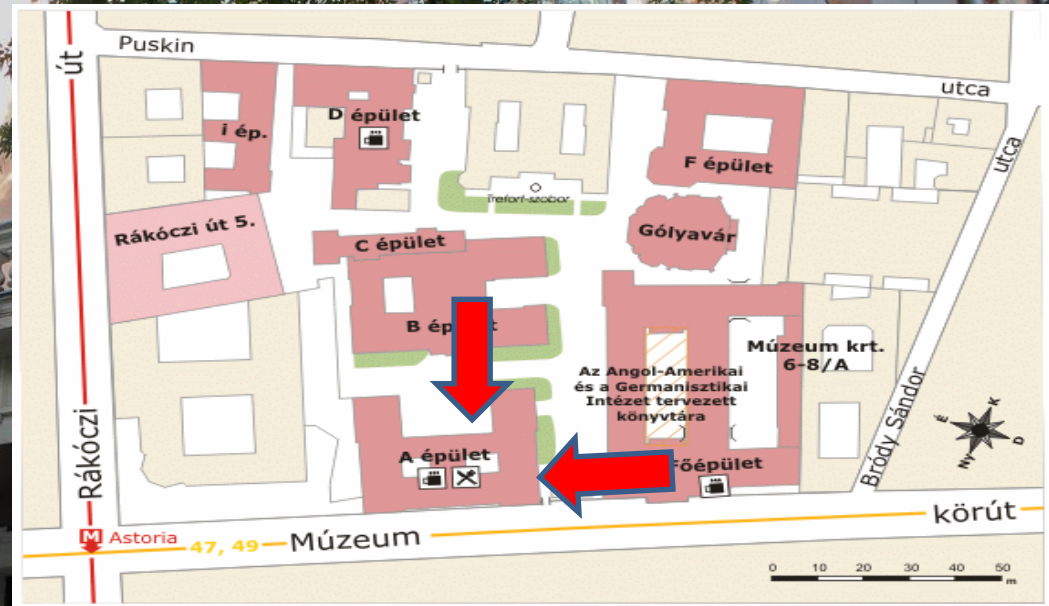 Puskin
utca
út
D épület
i ép.
F épület
utca
Trefort-szobor
Rákóczi út 5.
C épület
Gólyavár
B ép t
Múzeum krt.
6-8/A
Az Angol-Amerikai
és a Germanisztikai
Intézet tervezett
könyvtára
Bródy Sándor
É
K
Ny
D
Rákóczi
A épület
Főépület
M Astoria
47, 49
Múzeum
körút
0 10 20 30 40 50
m